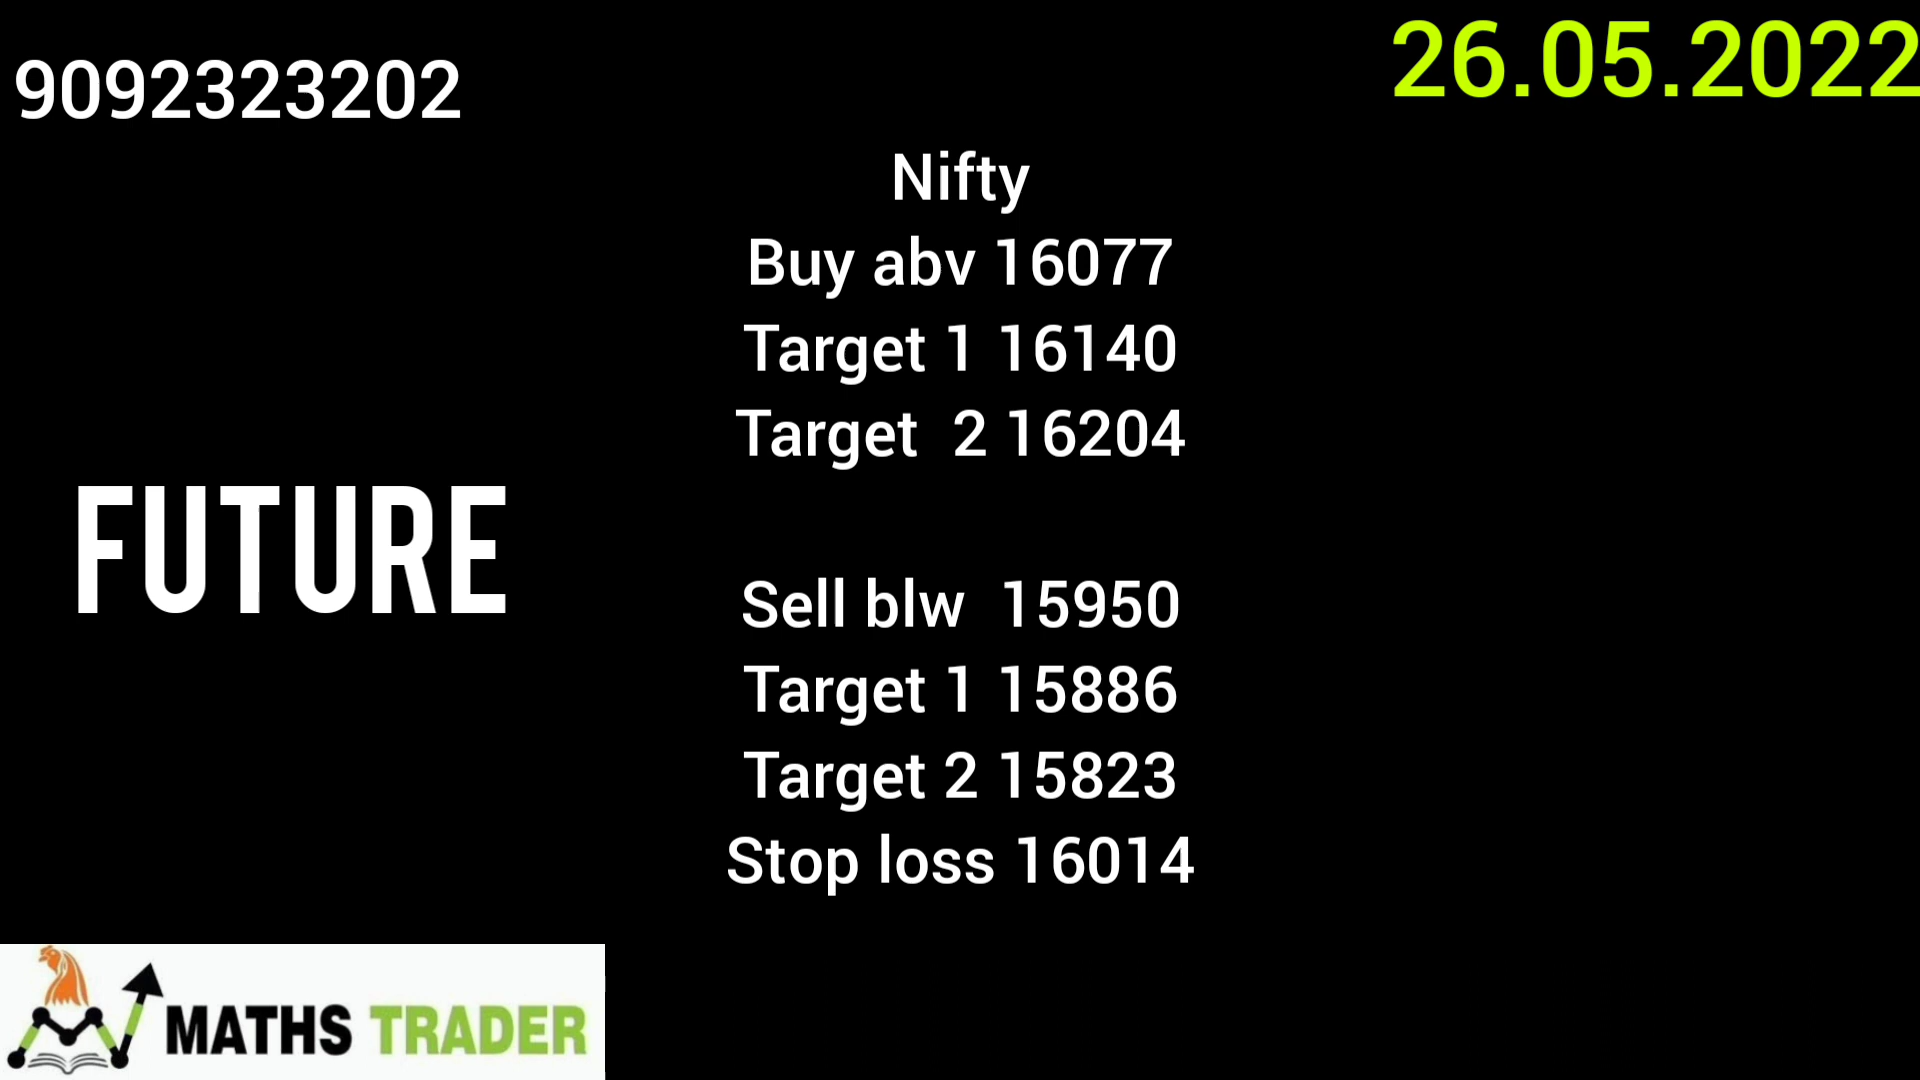 9092323202
26.05.2022
Nifty
Buy abv 16077
Target 1 16140
Target  2 16204
FUTURE
Sell blw  15950
Target 1 15886
Target 2 15823
Stop loss 16014
MATHS TRADER